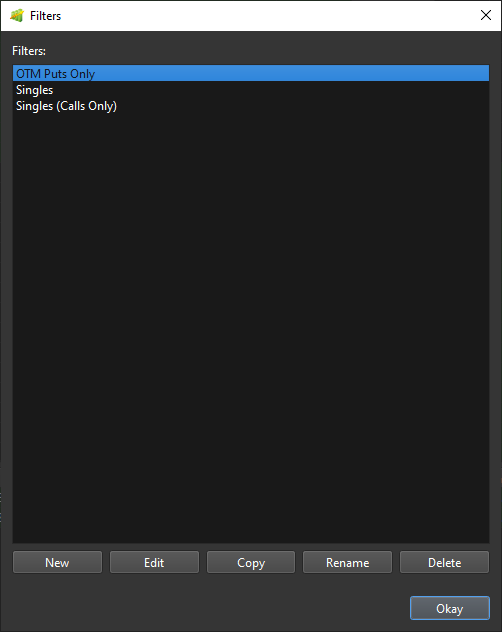 Filters
Filters:
OTM Puts Only
Singles
Singles (Calls Only)
New Edit Copy Rename Delete
Okay